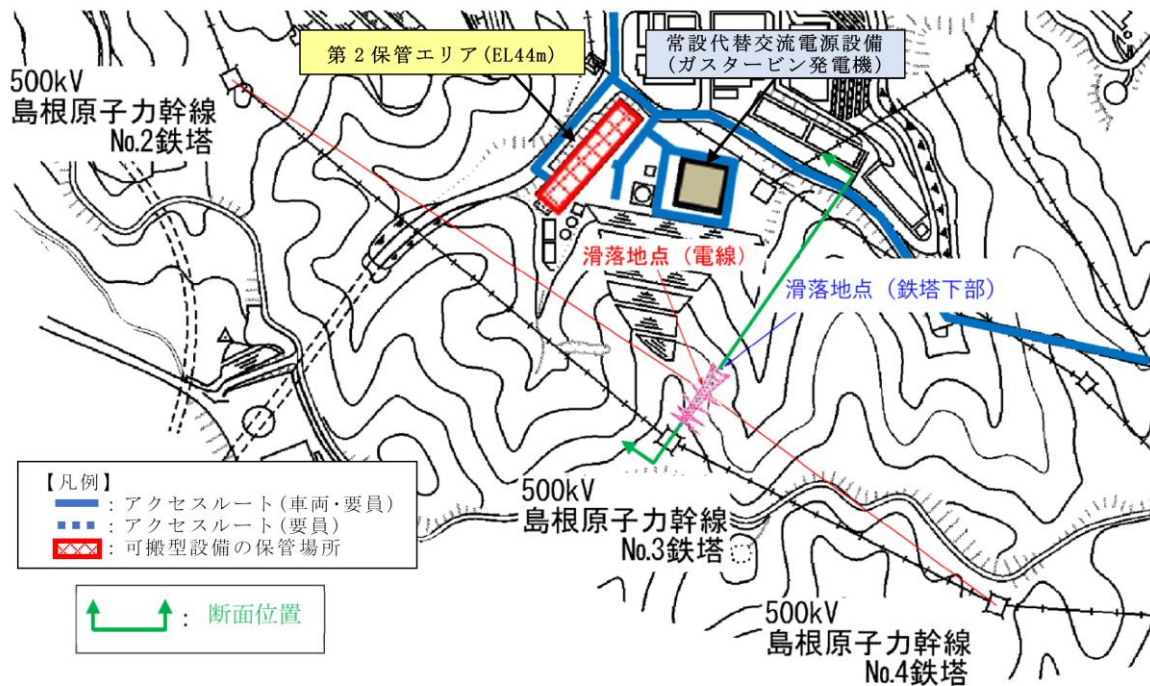 第2保管エリア(EL44m)
常設代替交流電源設備
(ガスタービン発電機)
500kV
島根原子力幹線
No.2鉄塔
滑落地点（電線）
滑落地点（鉄塔下部）
500kV
島根原子力幹線
No.3鉄塔
500kV
島根原子力幹線
No.4鉄塔
【凡例】
：アクセスルート(車両・要員)
：アクセスルート(要員)
：可搬型設備の保管場所
：断面位置